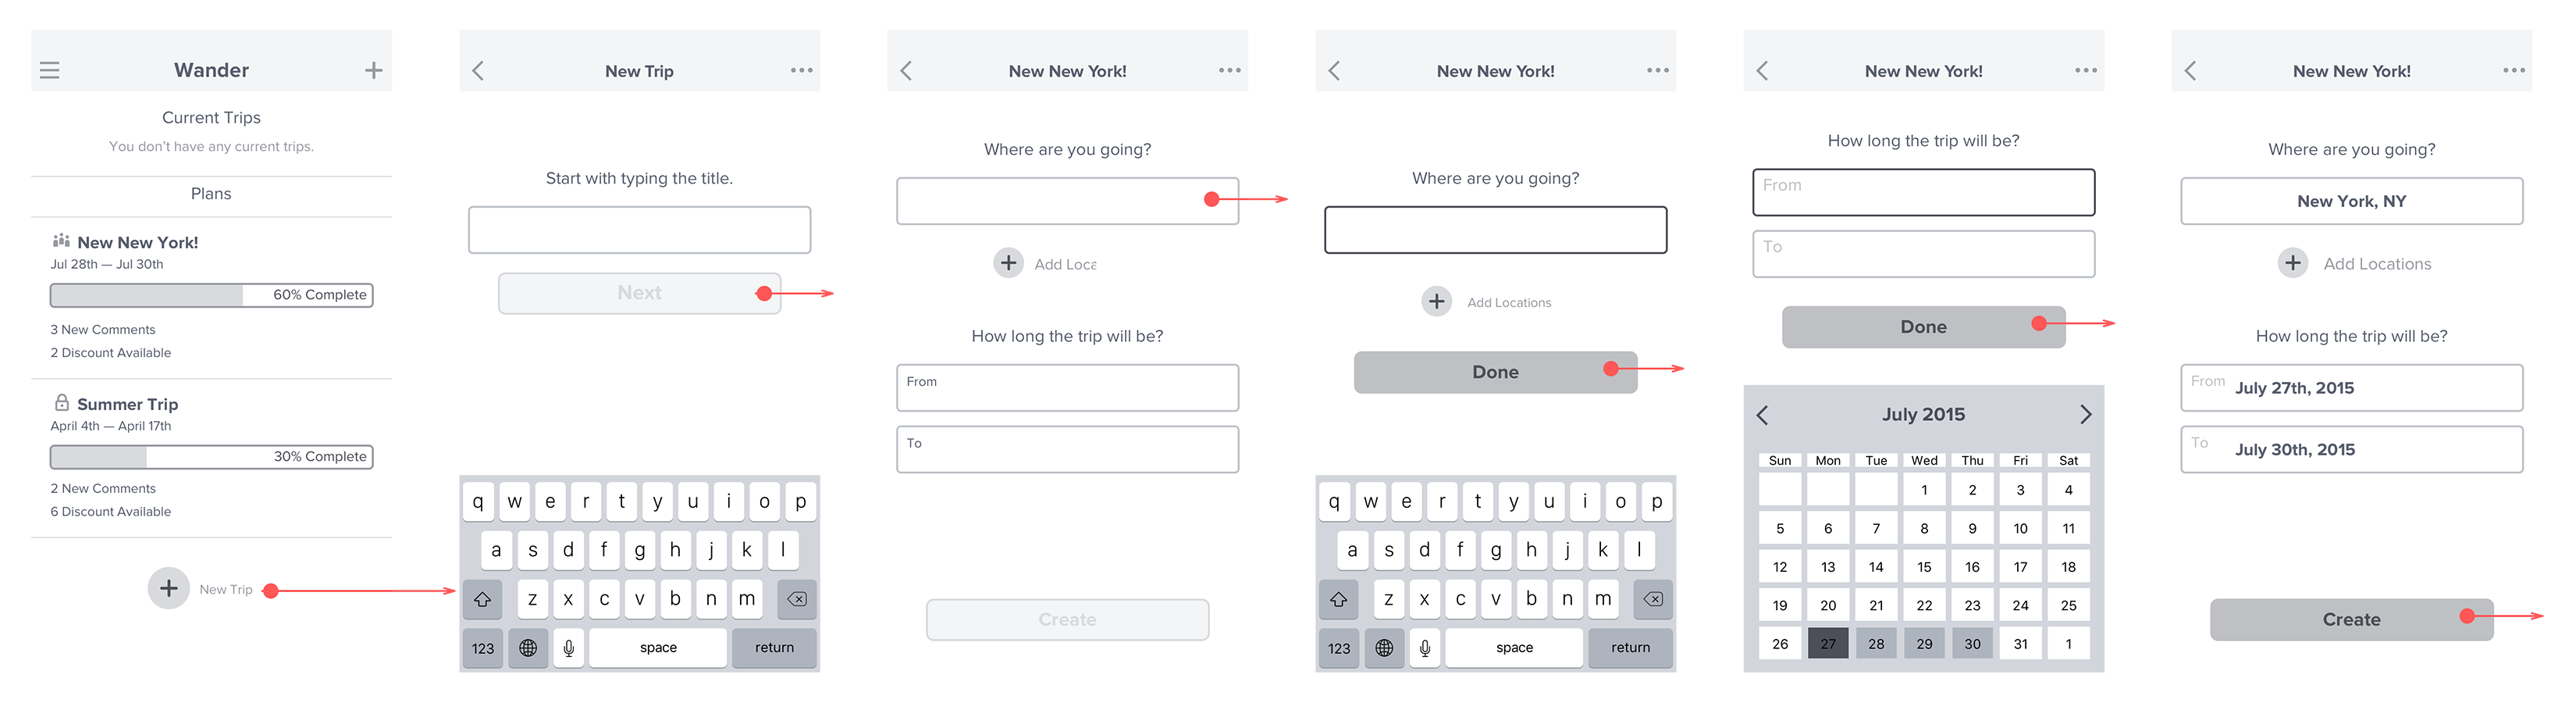 Wander
Current Trips
You don't have any current trips.
Plans
New New York!
Jul 28th — Jul 30th
60% Complete
3 New Comments
2 Discount Available
Summer Trip
April 4th — April 17th
30% Complete
2 New Comments
6 Discount Available
New Trip
New Trip
Start with typing the title.
Next
q w e r t y u i o p
a s d f g h j k l
z x c v b n m
123 space return
New New York!
Where are you going?
Add Loca
How long the trip will be?
From
To
Create
New New York!
Where are you going?
Add Locations
Done
q w e r t y u i o p
a s d f g h j k l
z x c v b n m
123 space return
New New York!
How long the trip will be?
From
To
Done
July 2015
Sun Mon Tue Wed Thu Fri Sat
1 2 3 4
5 6 7 8 9 10 11
12 13 14 15 16 17 18
19 20 21 22 23 24 25
26 27 28 29 30 31 1
New New York!
Where are you going?
New York, NY
Add Locations
How long the trip will be?
From July 27th, 2015
To July 30th, 2015
Create